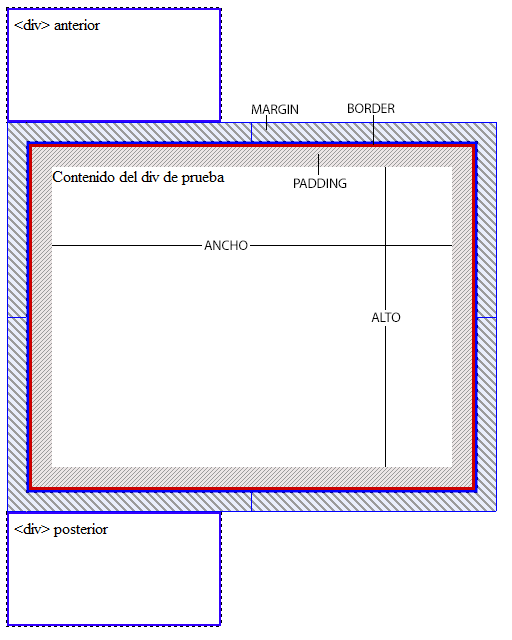 <div> anterior
MARGIN
BORDER
Contenido del div de prueba
PADDING
ANCHO
ALTO
<div> posterior